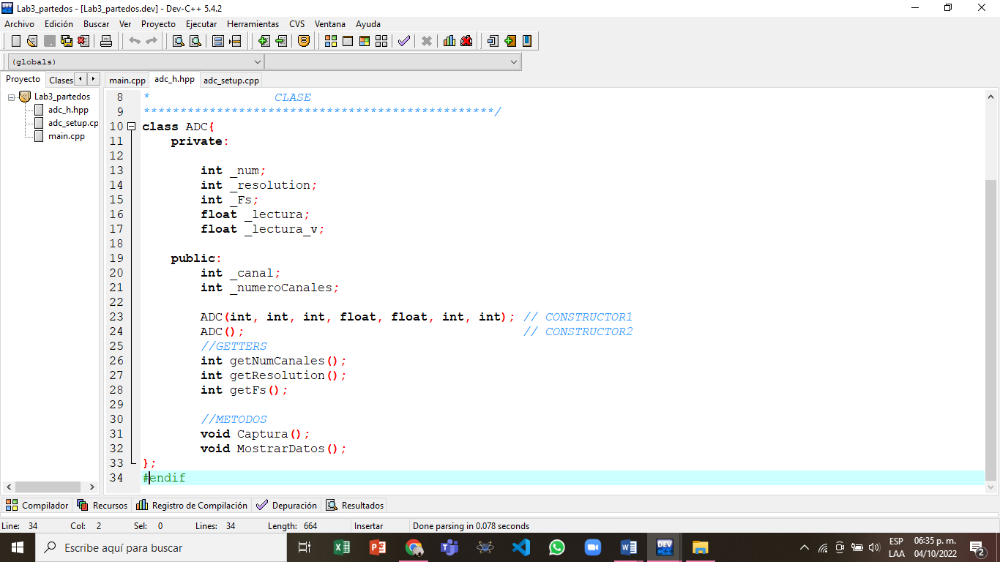 Lab3_partedos - [Lab3_partedos.dev] - Dev-C++ 5.4.2
Archivo Edición Buscar Ver Proyecto Ejecutar Herramientas CVS Ventana Ayuda
(globals)
Proyecto Clases main.cpp adc_h.hpp adc_setup.cpp
Lab3_partedos
adc_h.hpp
adc_setup.cp
main.cpp
8 * CLASE
9 ************************************************/
10 class ADC{
11 private:
12
13 int _num;
14 int _resolution;
15 int _Fs;
16 float _lectura;
17 float _lectura_v;
18
19 public:
20 int _canal;
21 int _numeroCanales;
22
23 ADC(int, int, int, float, float, int, int); // CONSTRUCTOR1
24 ADC(); // CONSTRUCTOR2
25 //GETTERS
26 int getNumCanales();
27 int getResolution();
28 int getFs();
29
30 //METODOS
31 void Captura();
32 void MostrarDatos();
33 };
34 #endif
Compilador Recursos Registro de Compilación Depuración Resultados
Line: 34 Col: 2 Sel: 0 Lines: 34 Length: 664 Insertar Done parsing in 0.078 seconds
Escribe aquí para buscar
ESP 06:35 p. m.
LAA 04/10/2022
2